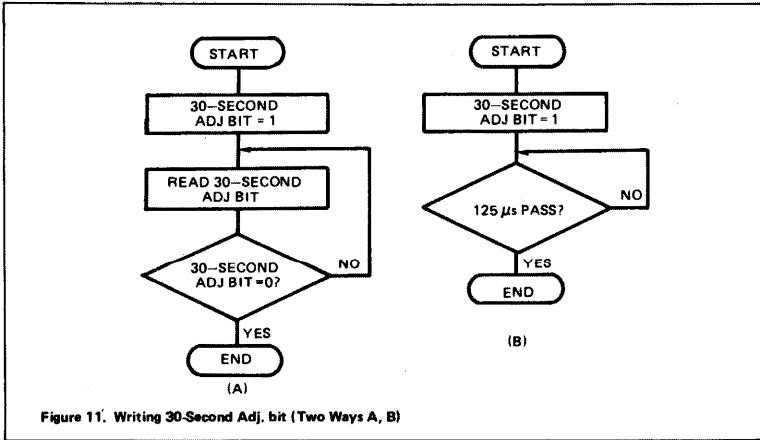 START
30–SECOND
ADJ BIT = 1
READ 30–SECOND
ADJ BIT
30–SECOND
ADJ BIT =0?
NO
YES
END
(A)
START
30–SECOND
ADJ BIT = 1
125 μs PASS?
NO
YES
END
(B)
Figure 11. Writing 30-Second Adj. bit (Two Ways A, B)